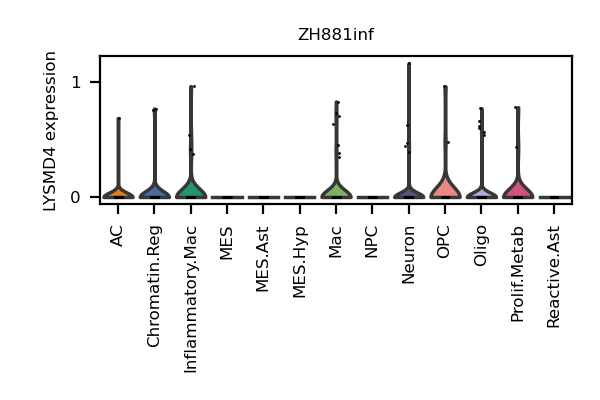 ZH881inf
LYSMD4 expression
1
0
AC
Chromatin.Reg
Inflammatory.Mac
MES
MES.Ast
MES.Hyp
Mac
NPC
Neuron
OPC
Oligo
Prolif.Metab
Reactive.Ast